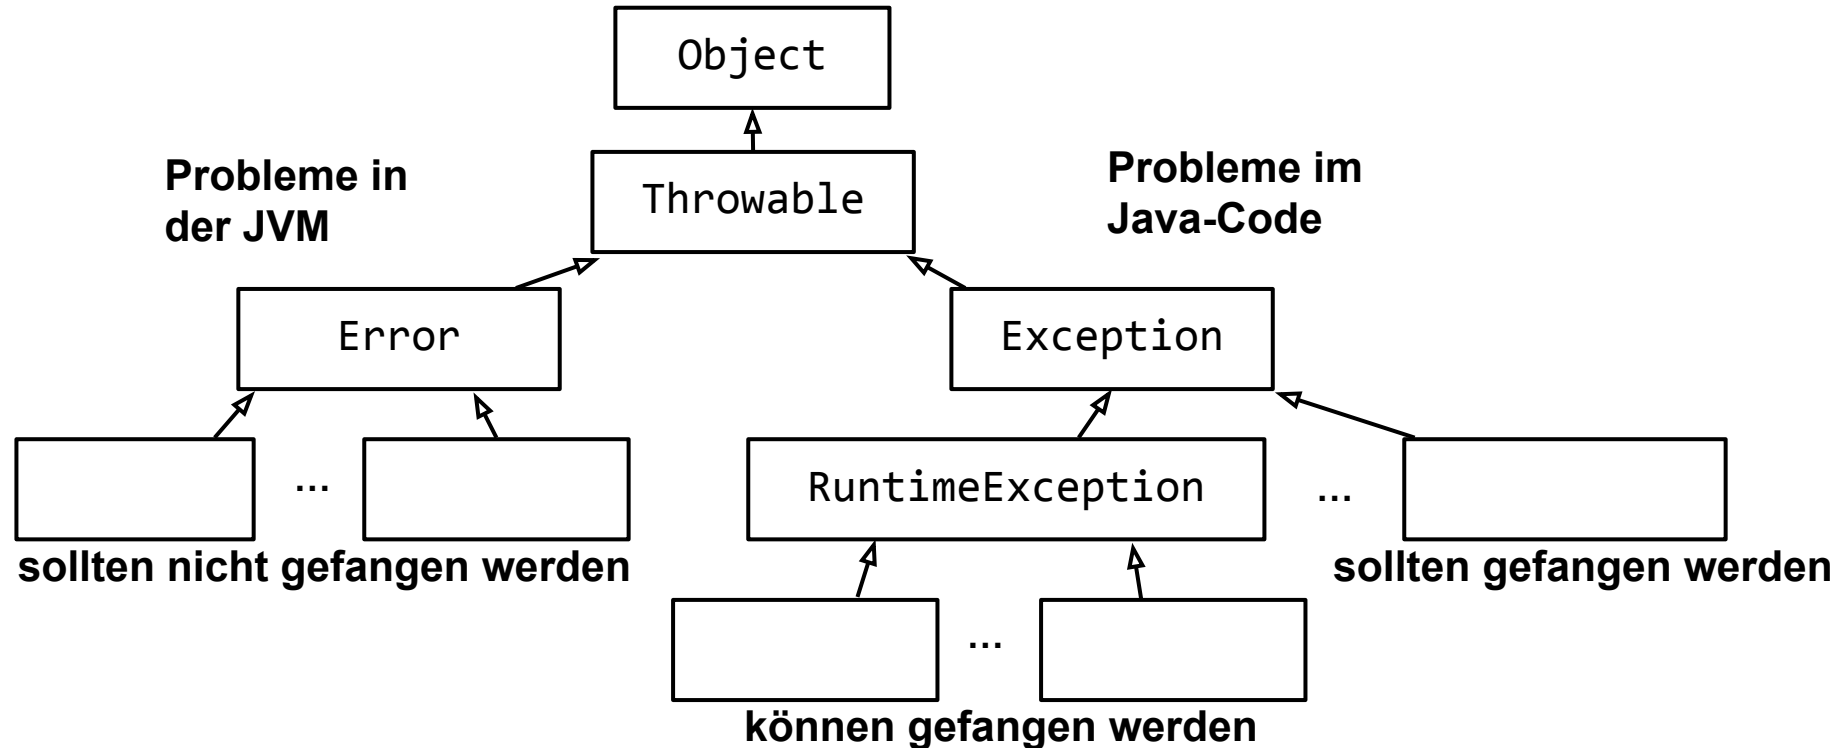 Object
Probleme in
der JVM
Throwable
Probleme im
Java-Code
Error
Exception
...
RuntimeException
...
sollten nicht gefangen werden
sollten gefangen werden
...
können gefangen werden